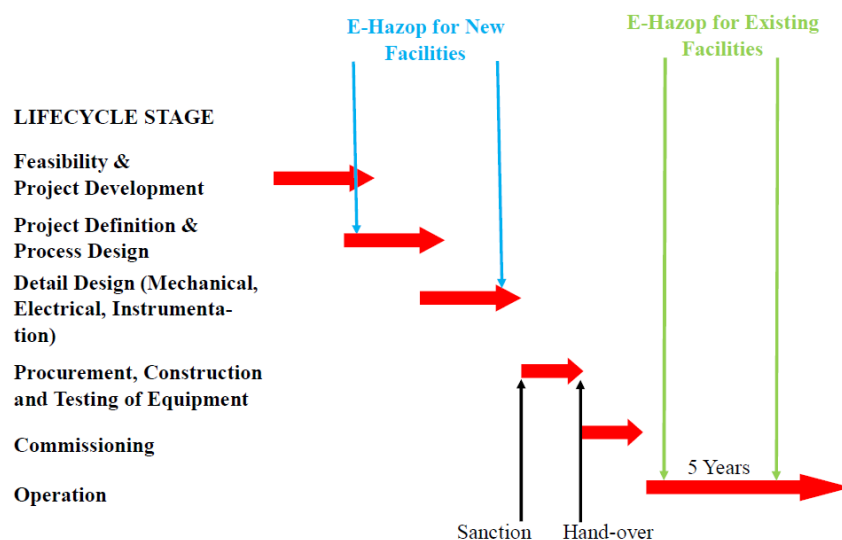 E-Hazop for New
Facilities
E-Hazop for Existing
Facilities
LIFECYCLE STAGE
Feasibility &
Project Development
Project Definition &
Process Design
Detail Design (Mechanical,
Electrical, Instrumenta-
tion)
Procurement, Construction
and Testing of Equipment
Commissioning
5 Years
Operation
Sanction
Hand-over